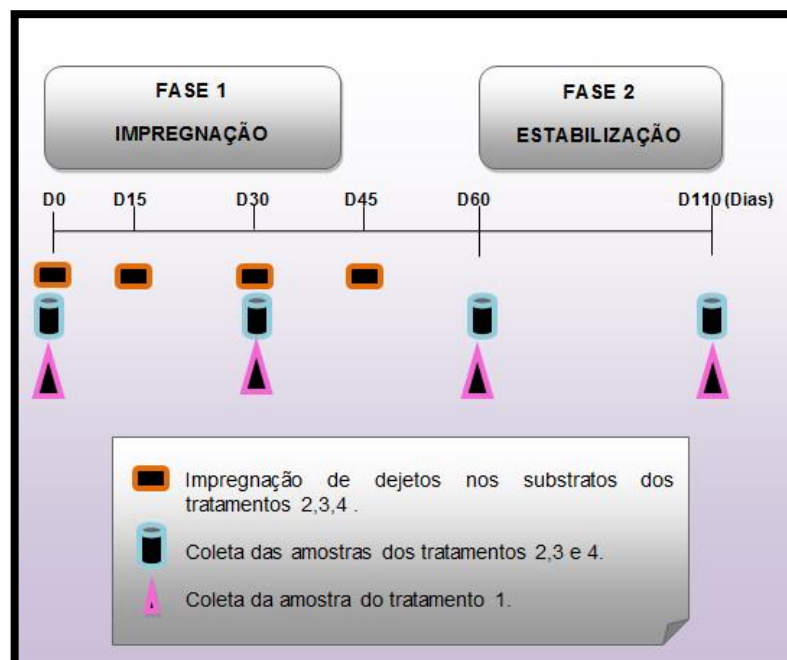 FASE 1
IMPREGNAÇÃO
FASE 2
ESTABILIZAÇÃO
D0 D15 D30 D45 D60 D110 (Dias)
Impregnação de dejetos nos substratos dos
tratamentos 2,3,4 .
Coleta das amostras dos tratamentos 2,3 e 4.
Coleta da amostra do tratamento 1.